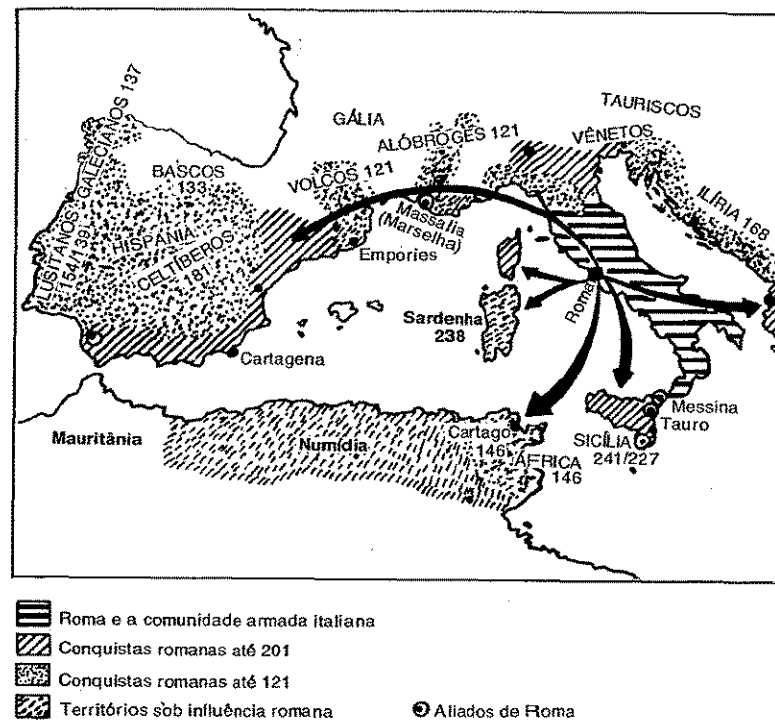 GALECIANOS 137
TAURISCOS
GÁLIA
ALÓBROGES 121
VÊNETOS
BASCOS
133
VOLCOS 121
ILÍRIA 168
LUSITANOS
154/139
HISPÂNIA
CELTÍBEROS
181
Massalia
(Marselha)
Empories
Roma
Sardenha
238
Cartagena
Messina
Tauro
SICÍLIA
241/227
Mauritânia
Numídia
Cartago
146
ÁFRICA
146
Roma e a comunidade armada italiana
Conquistas romanas até 201
Conquistas romanas até 121
Territórios sob influência romana
Aliados de Roma